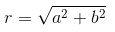 r = √(a² + b²)